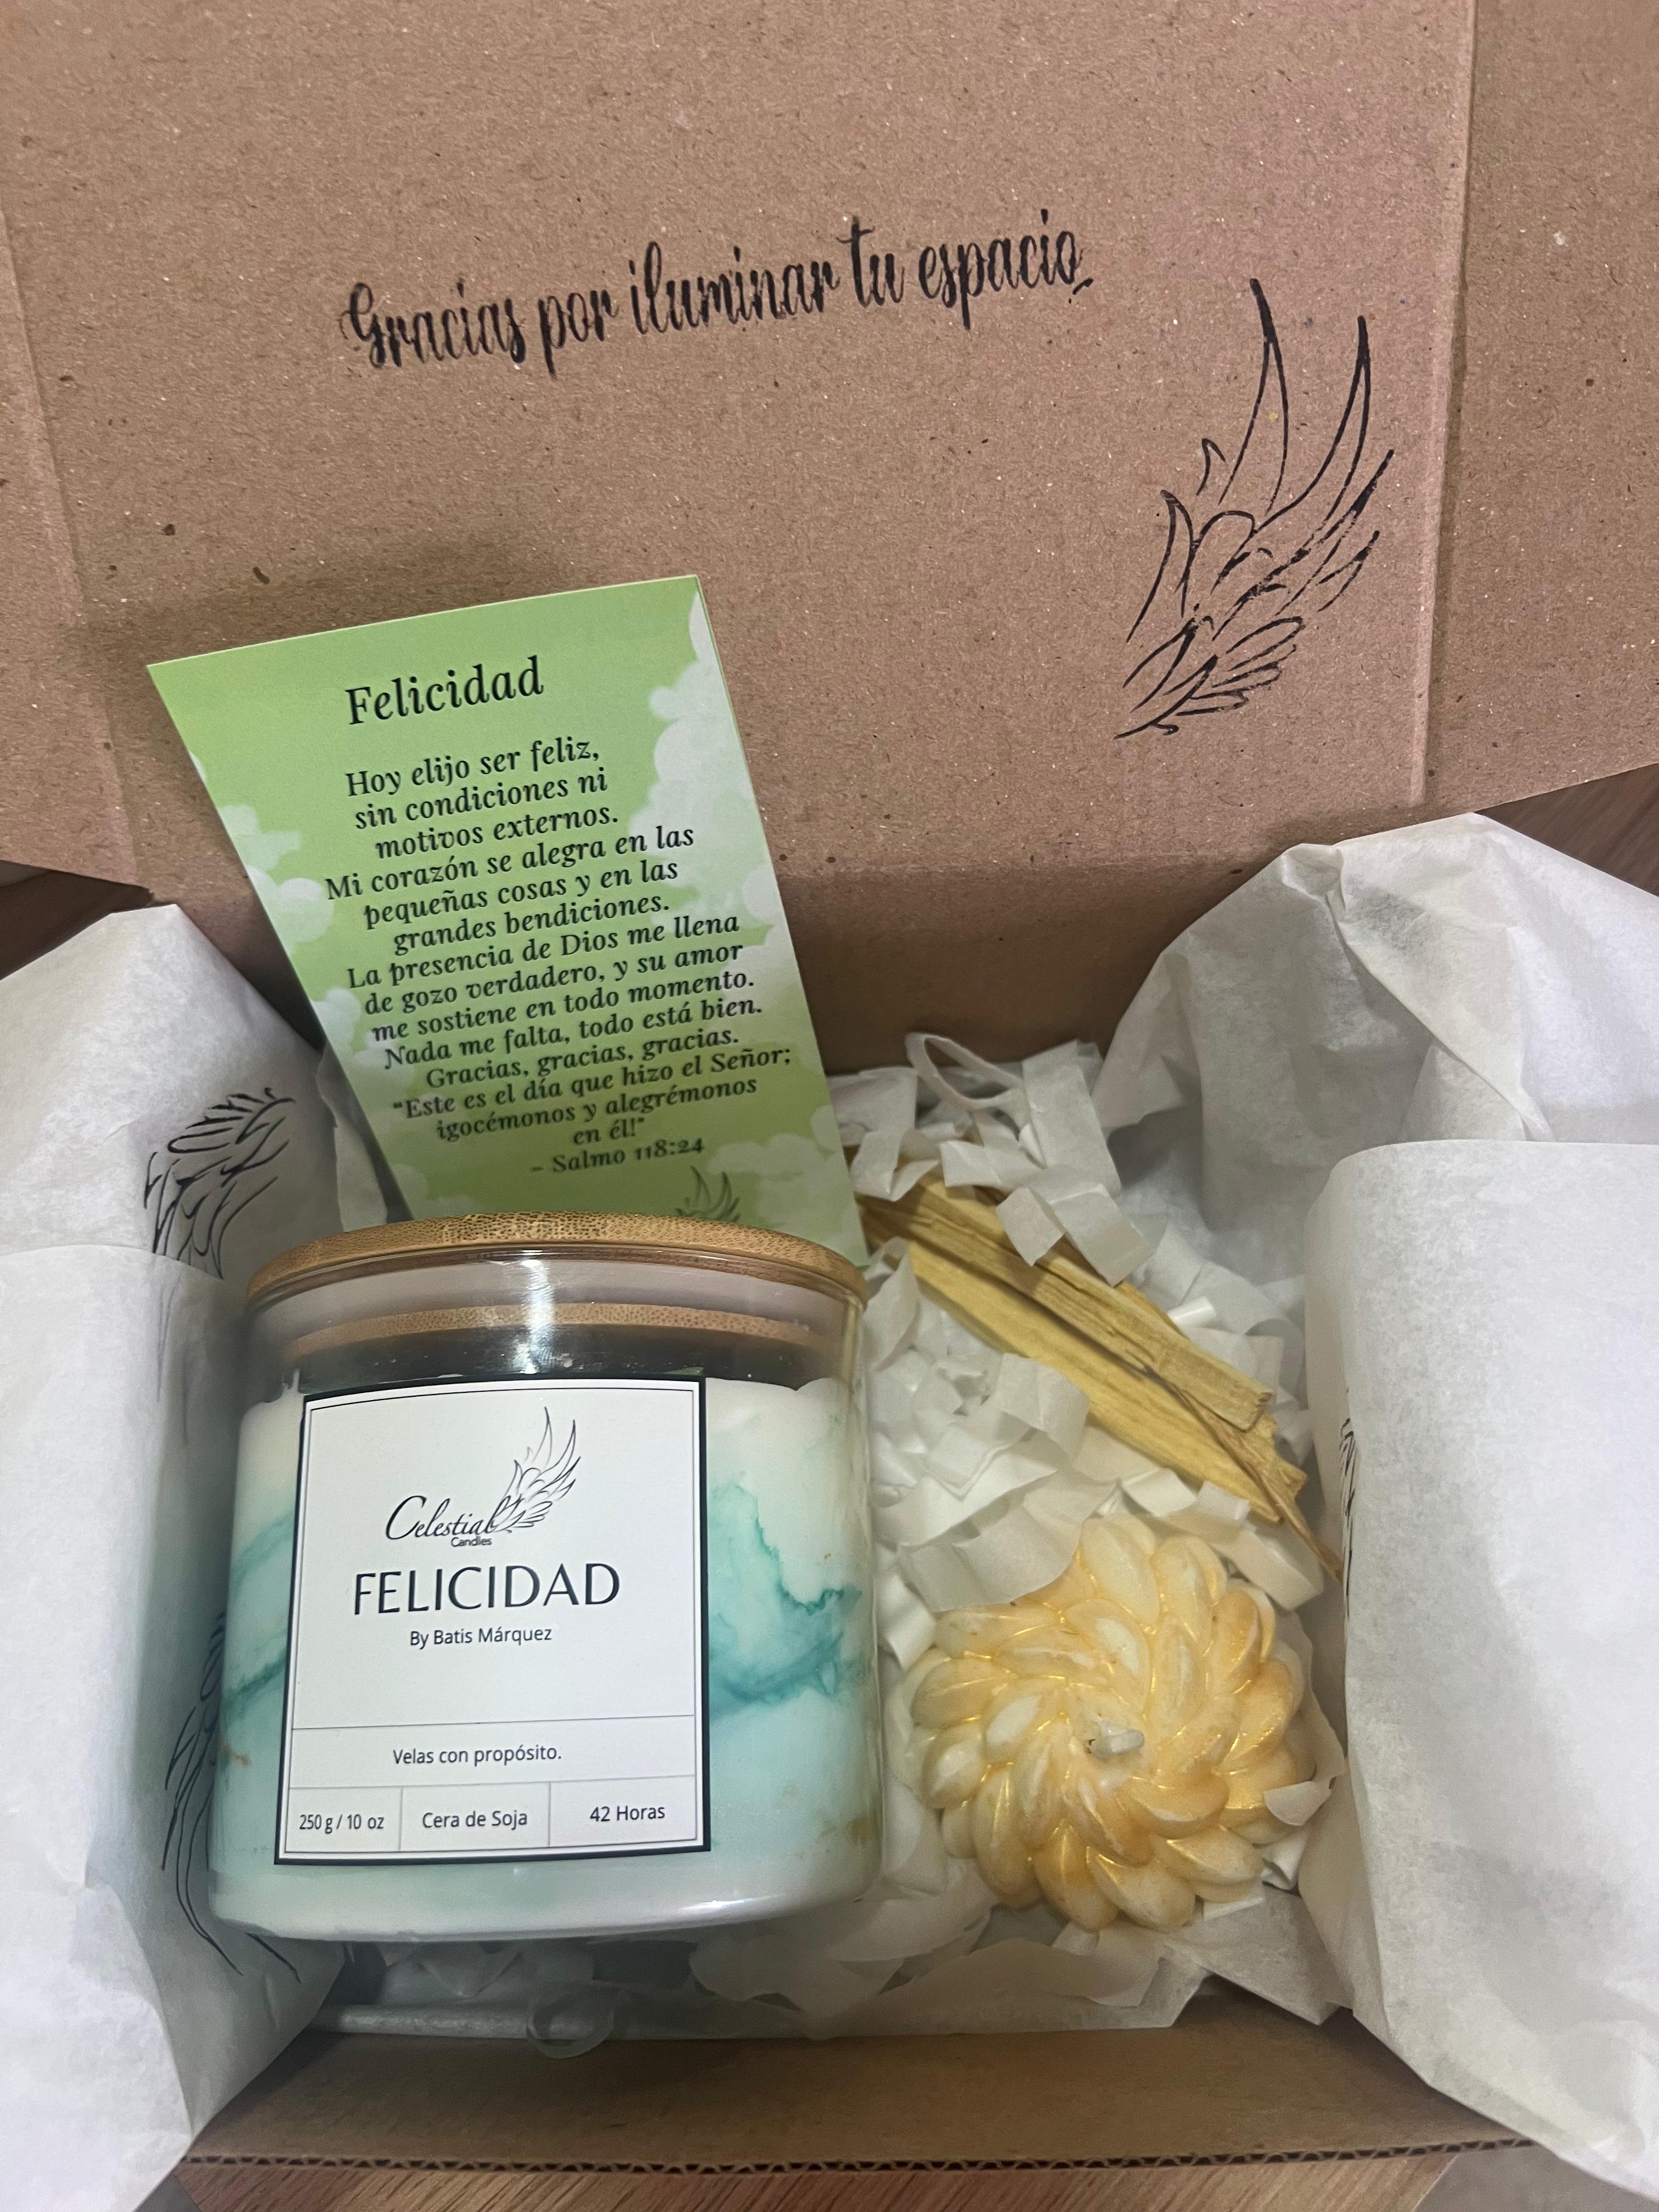 Gracias por iluminar tu espacio
Felicidad
Hoy elijo ser feliz,
sin condiciones ni
motivos externos.
Mi corazón se alegra en las
pequeñas cosas y en las
grandes bendiciones.
La presencia de Dios me llena
de gozo verdadero, y su amor
me sostiene en todo momento.
Nada me falta, todo está bien.
Gracias, gracias, gracias.
"Este es el día que hizo el Señor;
¡gocémonos y alegrémonos
en él!"
– Salmo 118:24
Celestial
Candles
FELICIDAD
By Batis Márquez
Velas con propósito.
250 g / 10 oz
Cera de Soja
42 Horas